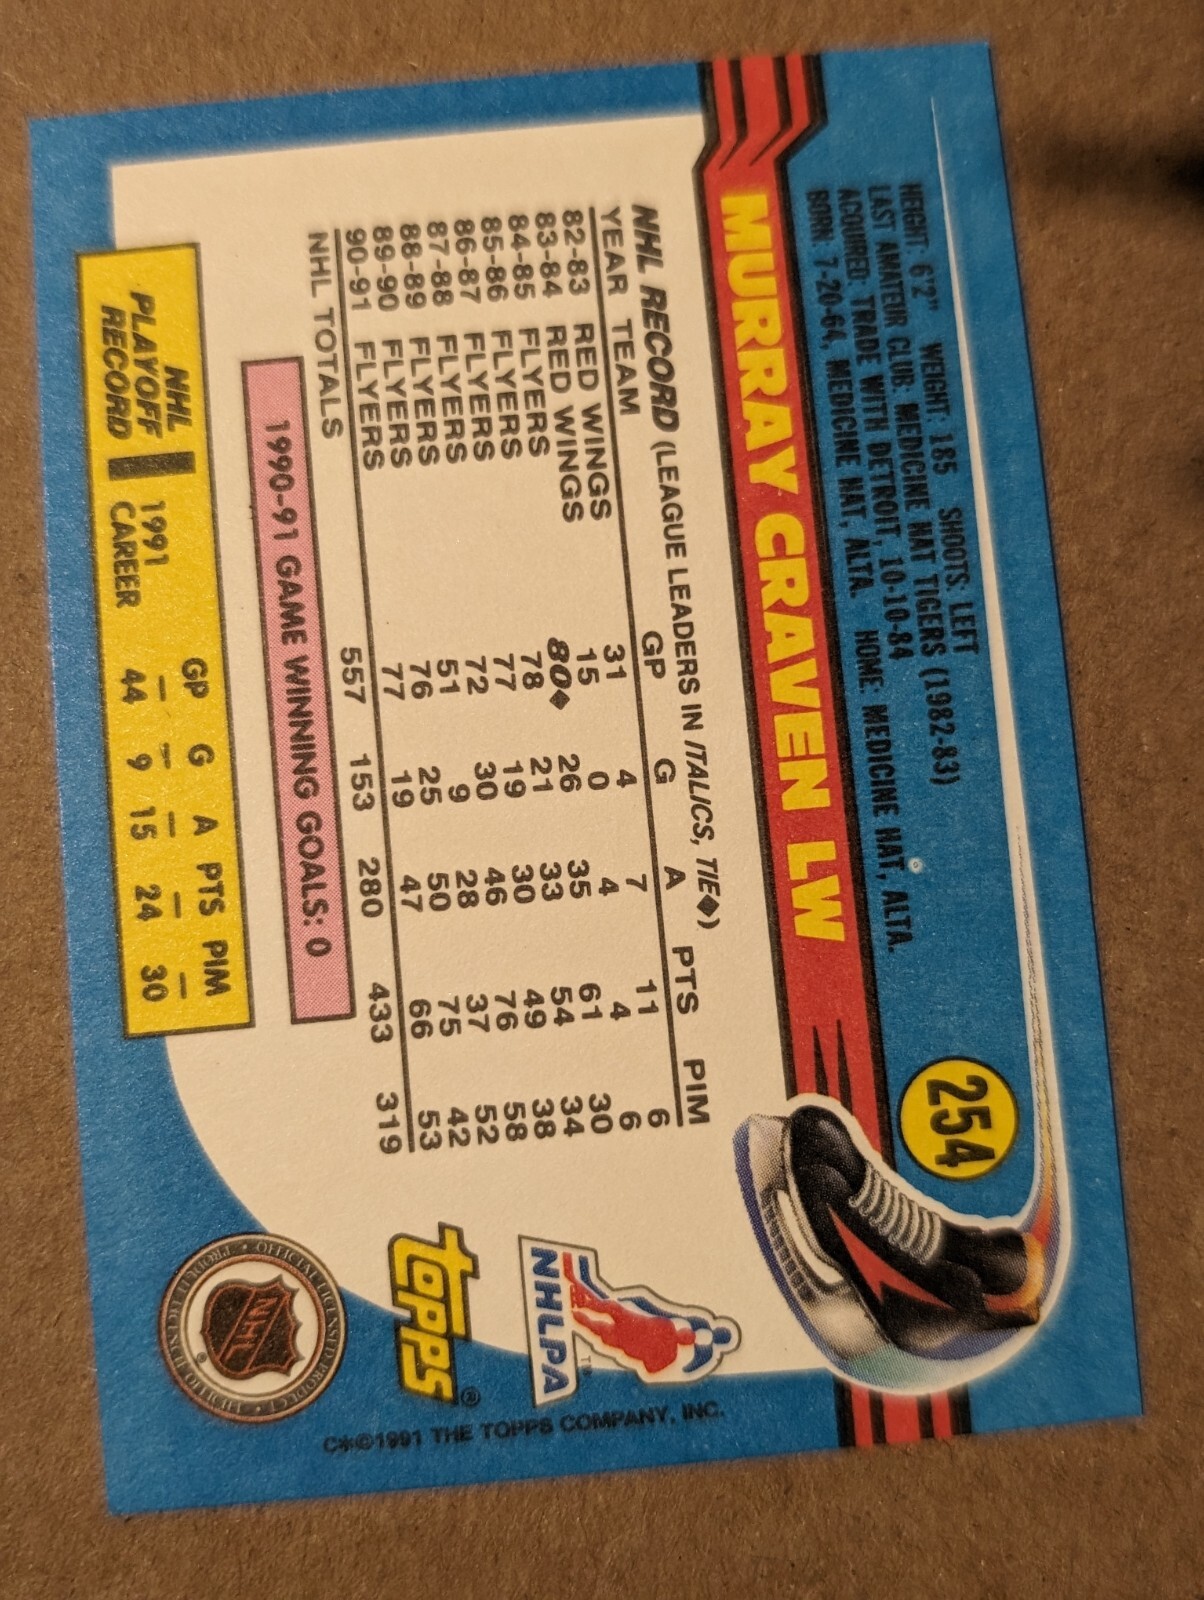 254
HEIGHT: 6'2" WEIGHT: 185 SHOOTS: LEFT
LAST AMATEUR CLUB: MEDICINE HAT TIGERS (1982-83)
ACQUIRED: TRADE WITH DETROIT, 10-10-84
BORN: 7-20-64, MEDICINE HAT, ALTA. HOME: MEDICINE HAT, ALTA.
MURRAY CRAVEN LW
NHL RECORD (LEAGUE LEADERS IN ITALICS, TIE◆)
YEAR TEAM GP G A PTS PIM
82-83 RED WINGS 31 4 7 11 6
83-84 RED WINGS 15 0 4 4 6
84-85 FLYERS 80◆ 26 35 61 30
85-86 FLYERS 78 21 33 54 34
86-87 FLYERS 77 19 30 49 38
87-88 FLYERS 72 30 46 76 58
88-89 FLYERS 51 9 28 37 52
89-90 FLYERS 76 25 50 75 42
90-91 FLYERS 77 19 47 66 53
NHL TOTALS 557 153 280 433 319
1990-91 GAME WINNING GOALS: 0
NHL PLAYOFF RECORD
GP G A PTS PIM
1991 — — — — —
CAREER 44 9 15 24 30
NHLPA™
TOPPS®
OFFICIAL LICENSED PRODUCT • PRODUIT LICENCIÉ OFFICIEL •
NHL®
C*©1991 THE TOPPS COMPANY, INC.